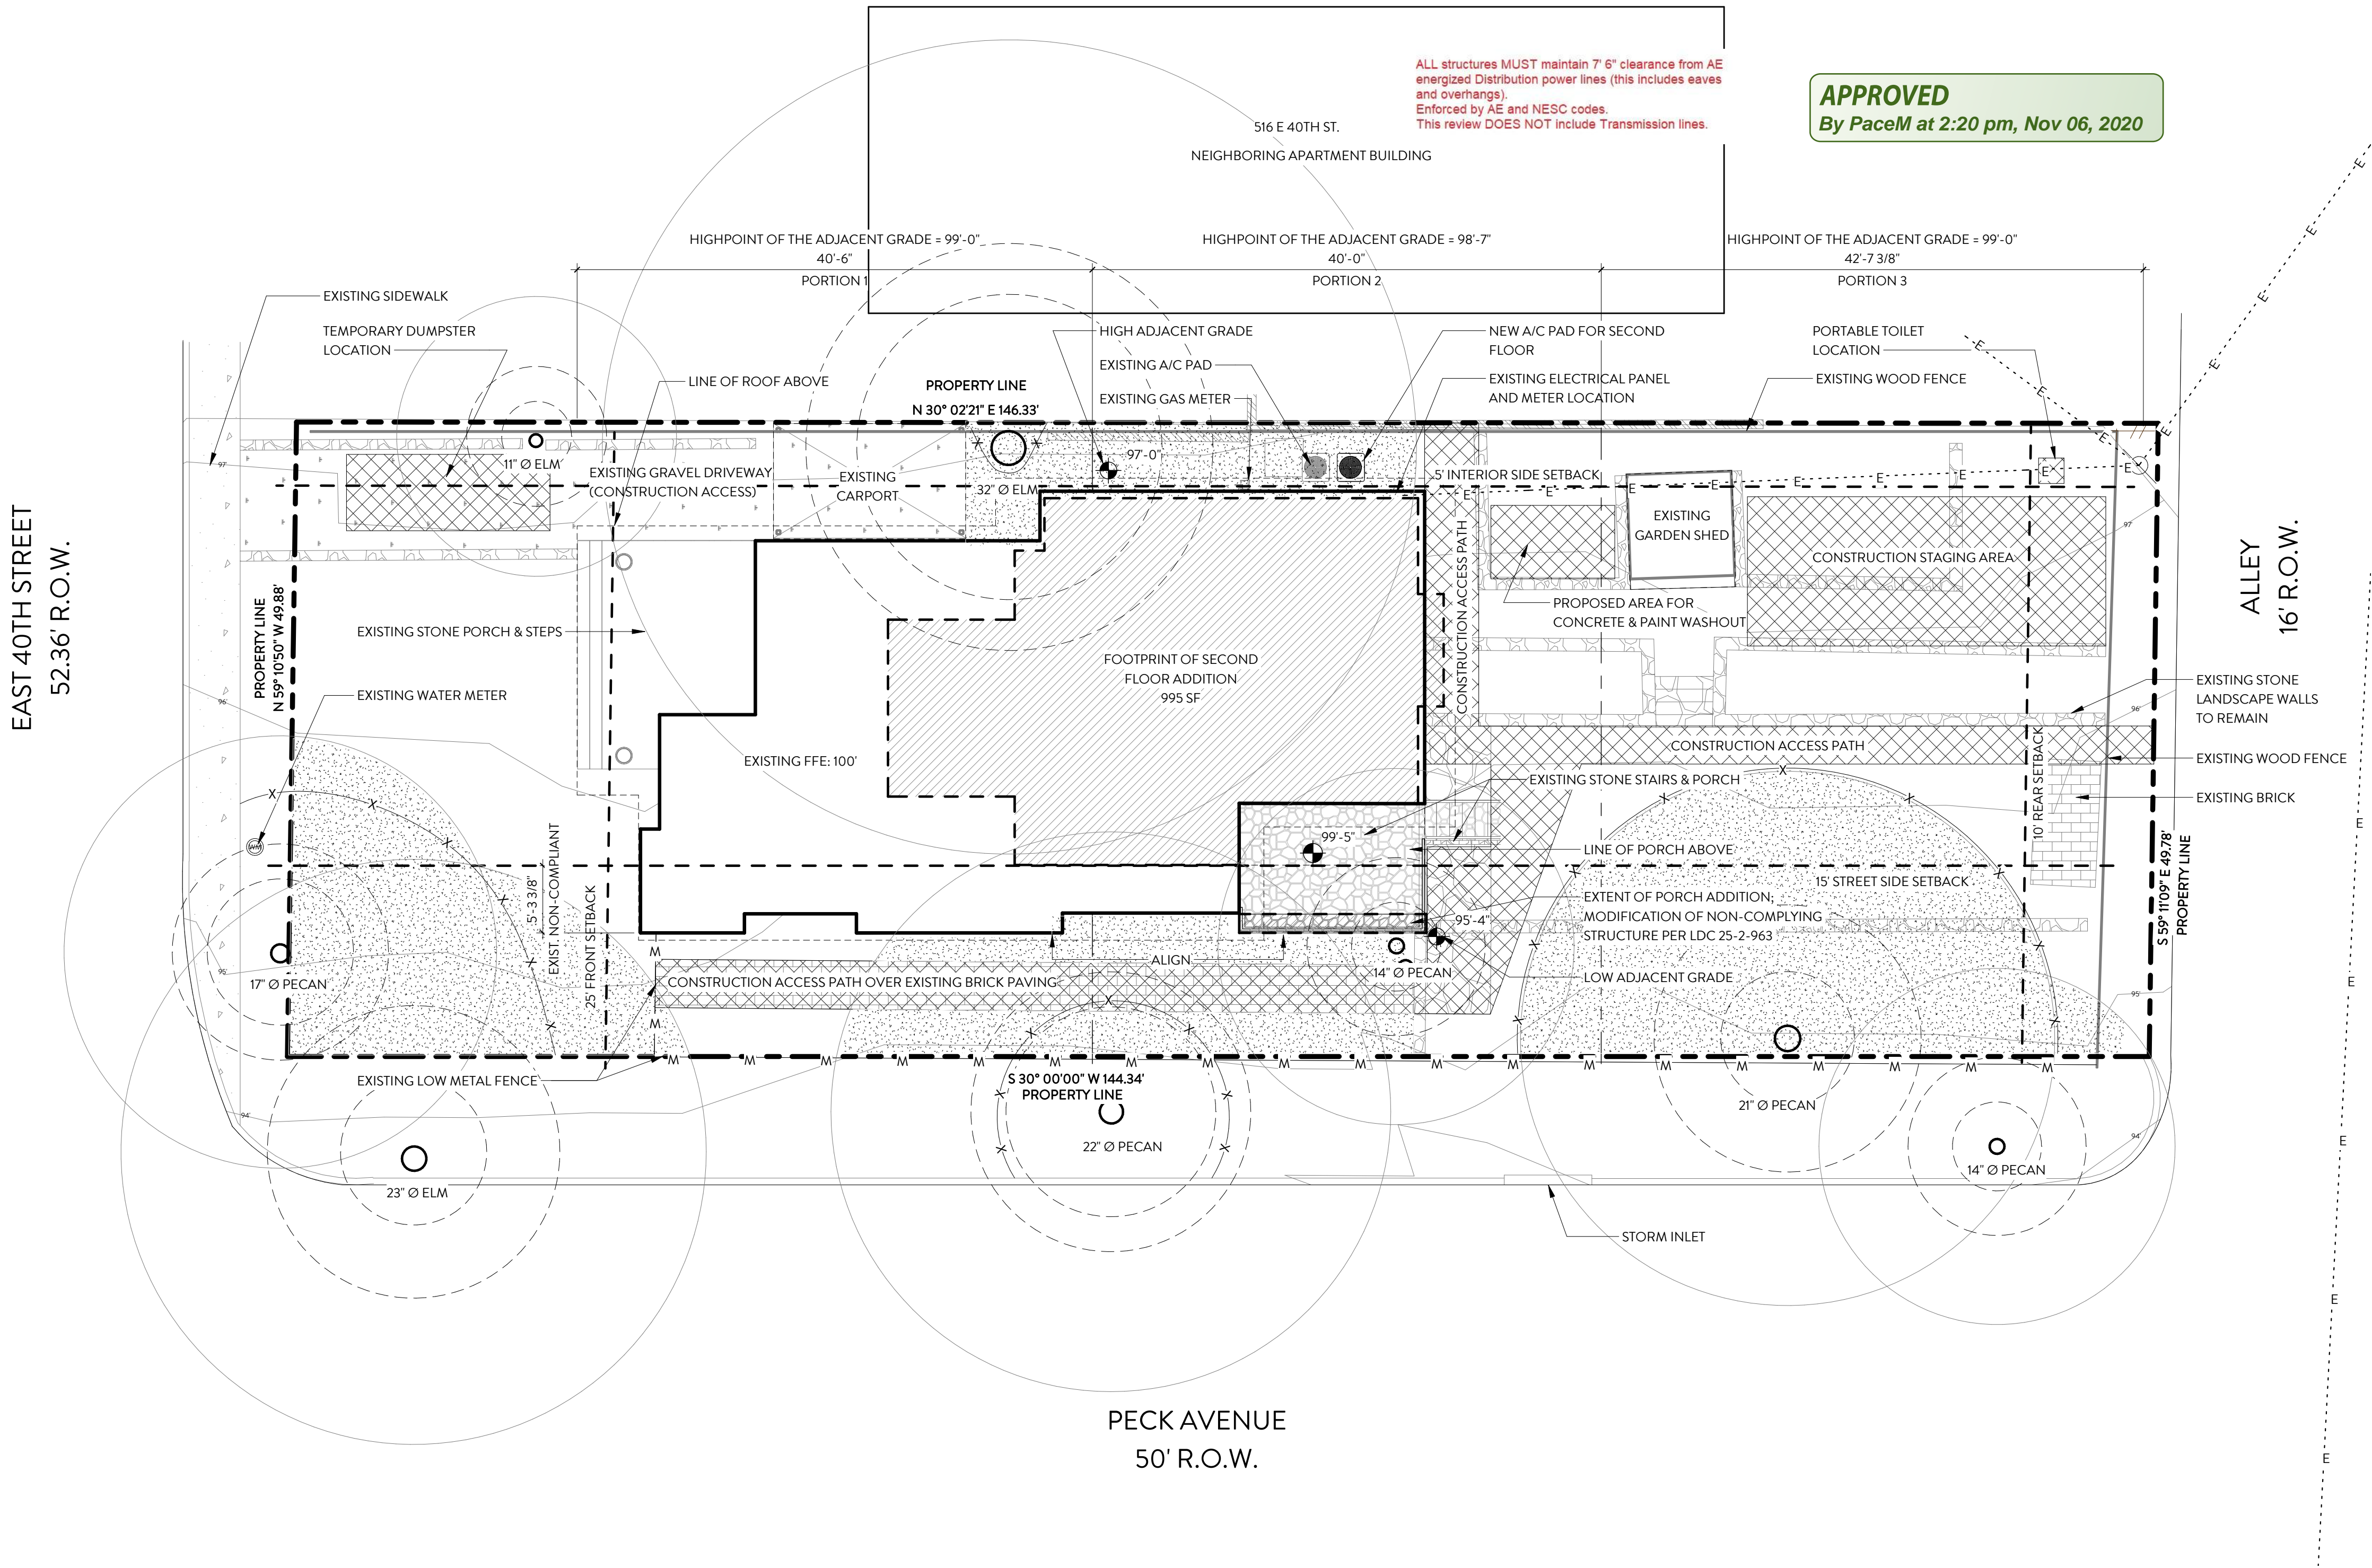 ALL structures MUST maintain 7' 6" clearance from AE
energized Distribution power lines (this includes eaves
and overhangs).
Enforced by AE and NESC codes.
This review DOES NOT include Transmission lines.
APPROVED
By PaceM at 2:20 pm, Nov 06, 2020
516 E 40TH ST.
NEIGHBORING APARTMENT BUILDING
HIGHPOINT OF THE ADJACENT GRADE = 99'-0"
40'-6"
PORTION 1
HIGHPOINT OF THE ADJACENT GRADE = 98'-7"
40'-0"
PORTION 2
HIGHPOINT OF THE ADJACENT GRADE = 99'-0"
42'-7 3/8"
PORTION 3
EXISTING SIDEWALK
TEMPORARY DUMPSTER
LOCATION
LINE OF ROOF ABOVE
PROPERTY LINE
N 30° 02'21" E 146.33'
HIGH ADJACENT GRADE
EXISTING A/C PAD
EXISTING GAS METER
NEW A/C PAD FOR SECOND
FLOOR
EXISTING ELECTRICAL PANEL
AND METER LOCATION
PORTABLE TOILET
LOCATION
EXISTING WOOD FENCE
97'
11" Ø ELM
EXISTING GRAVEL DRIVEWAY
(CONSTRUCTION ACCESS)
EXISTING
CARPORT
32" Ø ELM
97'-0"
5' INTERIOR SIDE SETBACK
EXISTING
GARDEN SHED
CONSTRUCTION STAGING AREA
97'
EAST 40TH STREET
52.36' R.O.W.
PROPERTY LINE
N 59° 10'50" W 49.88'
EXISTING STONE PORCH & STEPS
EXISTING WATER METER
WM
96'
FOOTPRINT OF SECOND
FLOOR ADDITION
995 SF
EXISTING FFE: 100'
CONSTRUCTION ACCESS PATH
PROPOSED AREA FOR
CONCRETE & PAINT WASHOUT
ALLEY
16' R.O.W.
EXISTING STONE
LANDSCAPE WALLS
TO REMAIN
96'
CONSTRUCTION ACCESS PATH
10' REAR SETBACK
EXISTING WOOD FENCE
EXISTING BRICK
EXISTING STONE STAIRS & PORCH
99'-5"
LINE OF PORCH ABOVE
15' STREET SIDE SETBACK
EXTENT OF PORCH ADDITION;
MODIFICATION OF NON-COMPLYING
STRUCTURE PER LDC 25-2-963
95'-4"
LOW ADJACENT GRADE
S 59° 11'09" E 49.78'
PROPERTY LINE
5'-3 3/8"
EXIST. NON-COMPLIANT
25' FRONT SETBACK
95'
17" Ø PECAN
ALIGN
14" Ø PECAN
CONSTRUCTION ACCESS PATH OVER EXISTING BRICK PAVING
95'
EXISTING LOW METAL FENCE
S 30° 00'00" W 144.34'
PROPERTY LINE
94'
22" Ø PECAN
21" Ø PECAN
94'
14" Ø PECAN
23" Ø ELM
STORM INLET
PECK AVENUE
50' R.O.W.